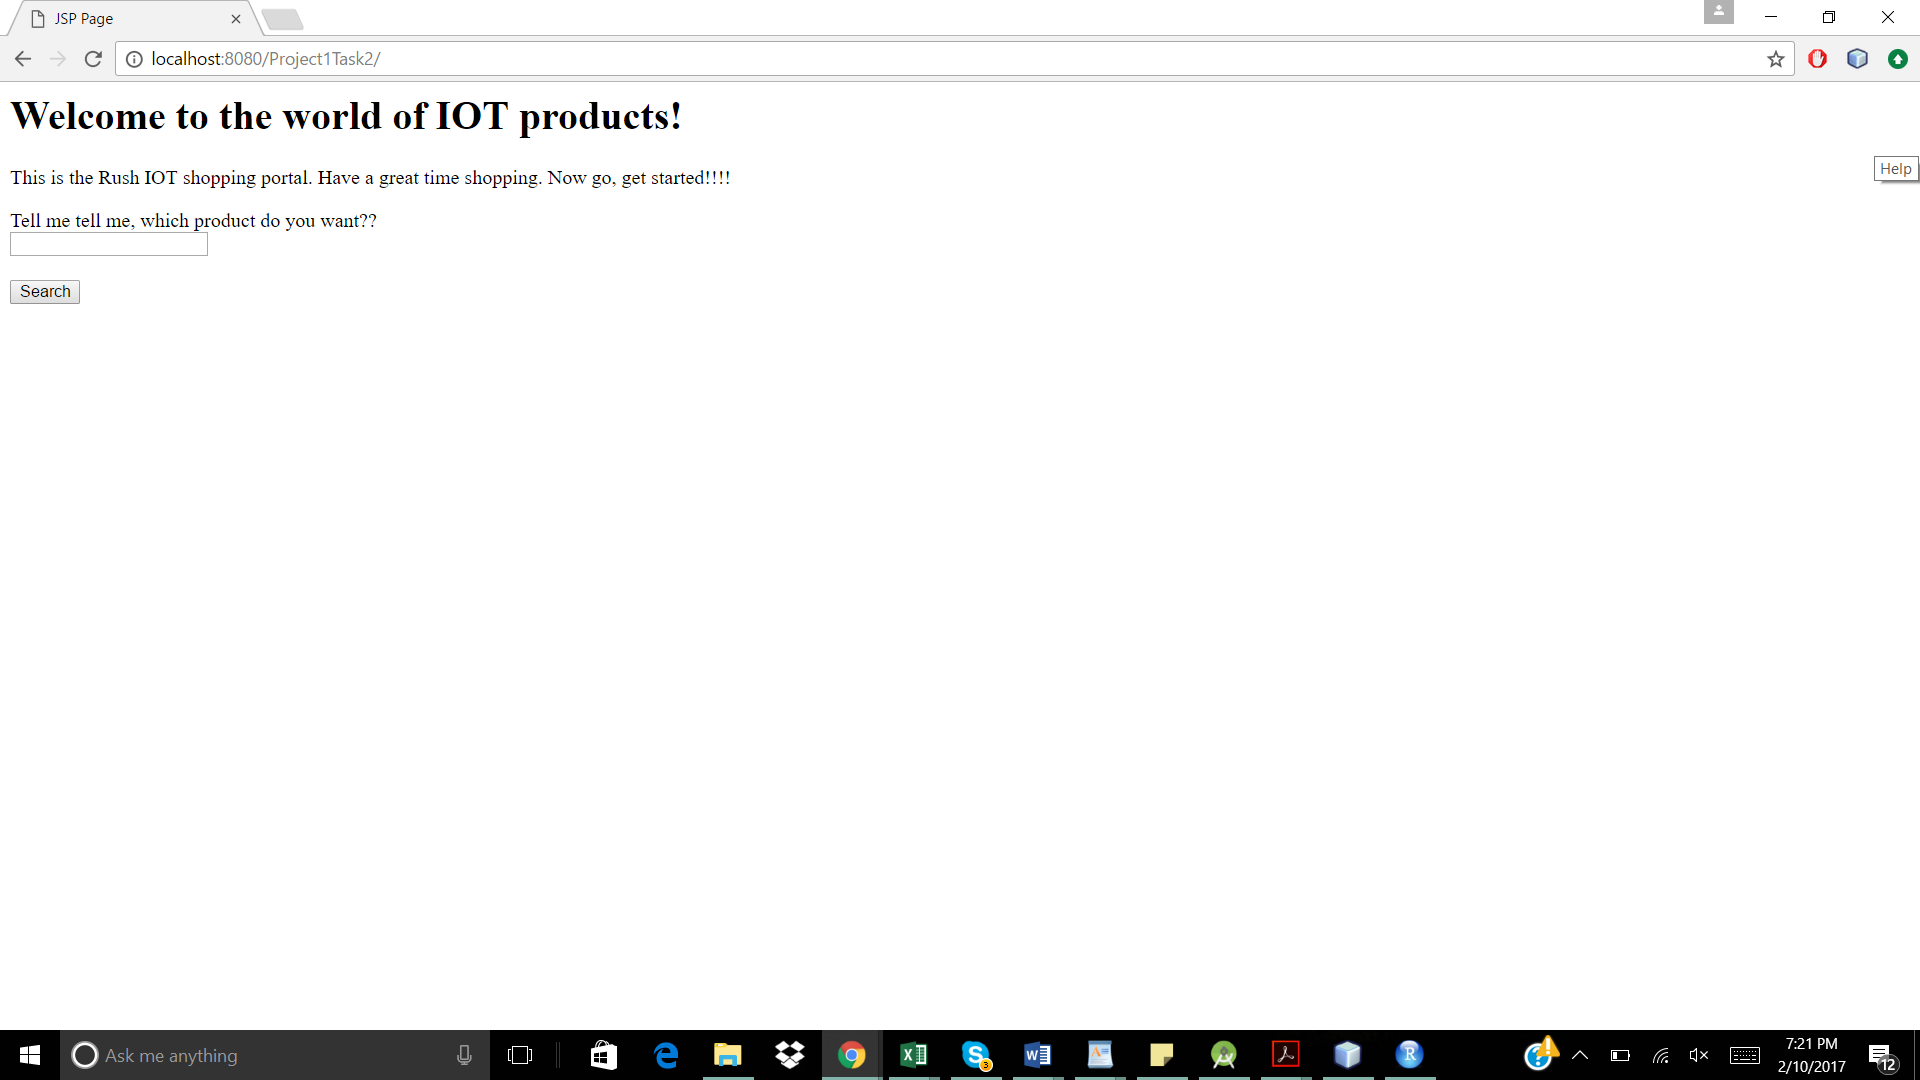 JSP Page
localhost:8080/Project1Task2/
Welcome to the world of IOT products!
This is the Rush IOT shopping portal. Have a great time shopping. Now go, get started!!!!
Help
Tell me tell me, which product do you want??
Search
Ask me anything
3
7:21 PM
2/10/2017
12